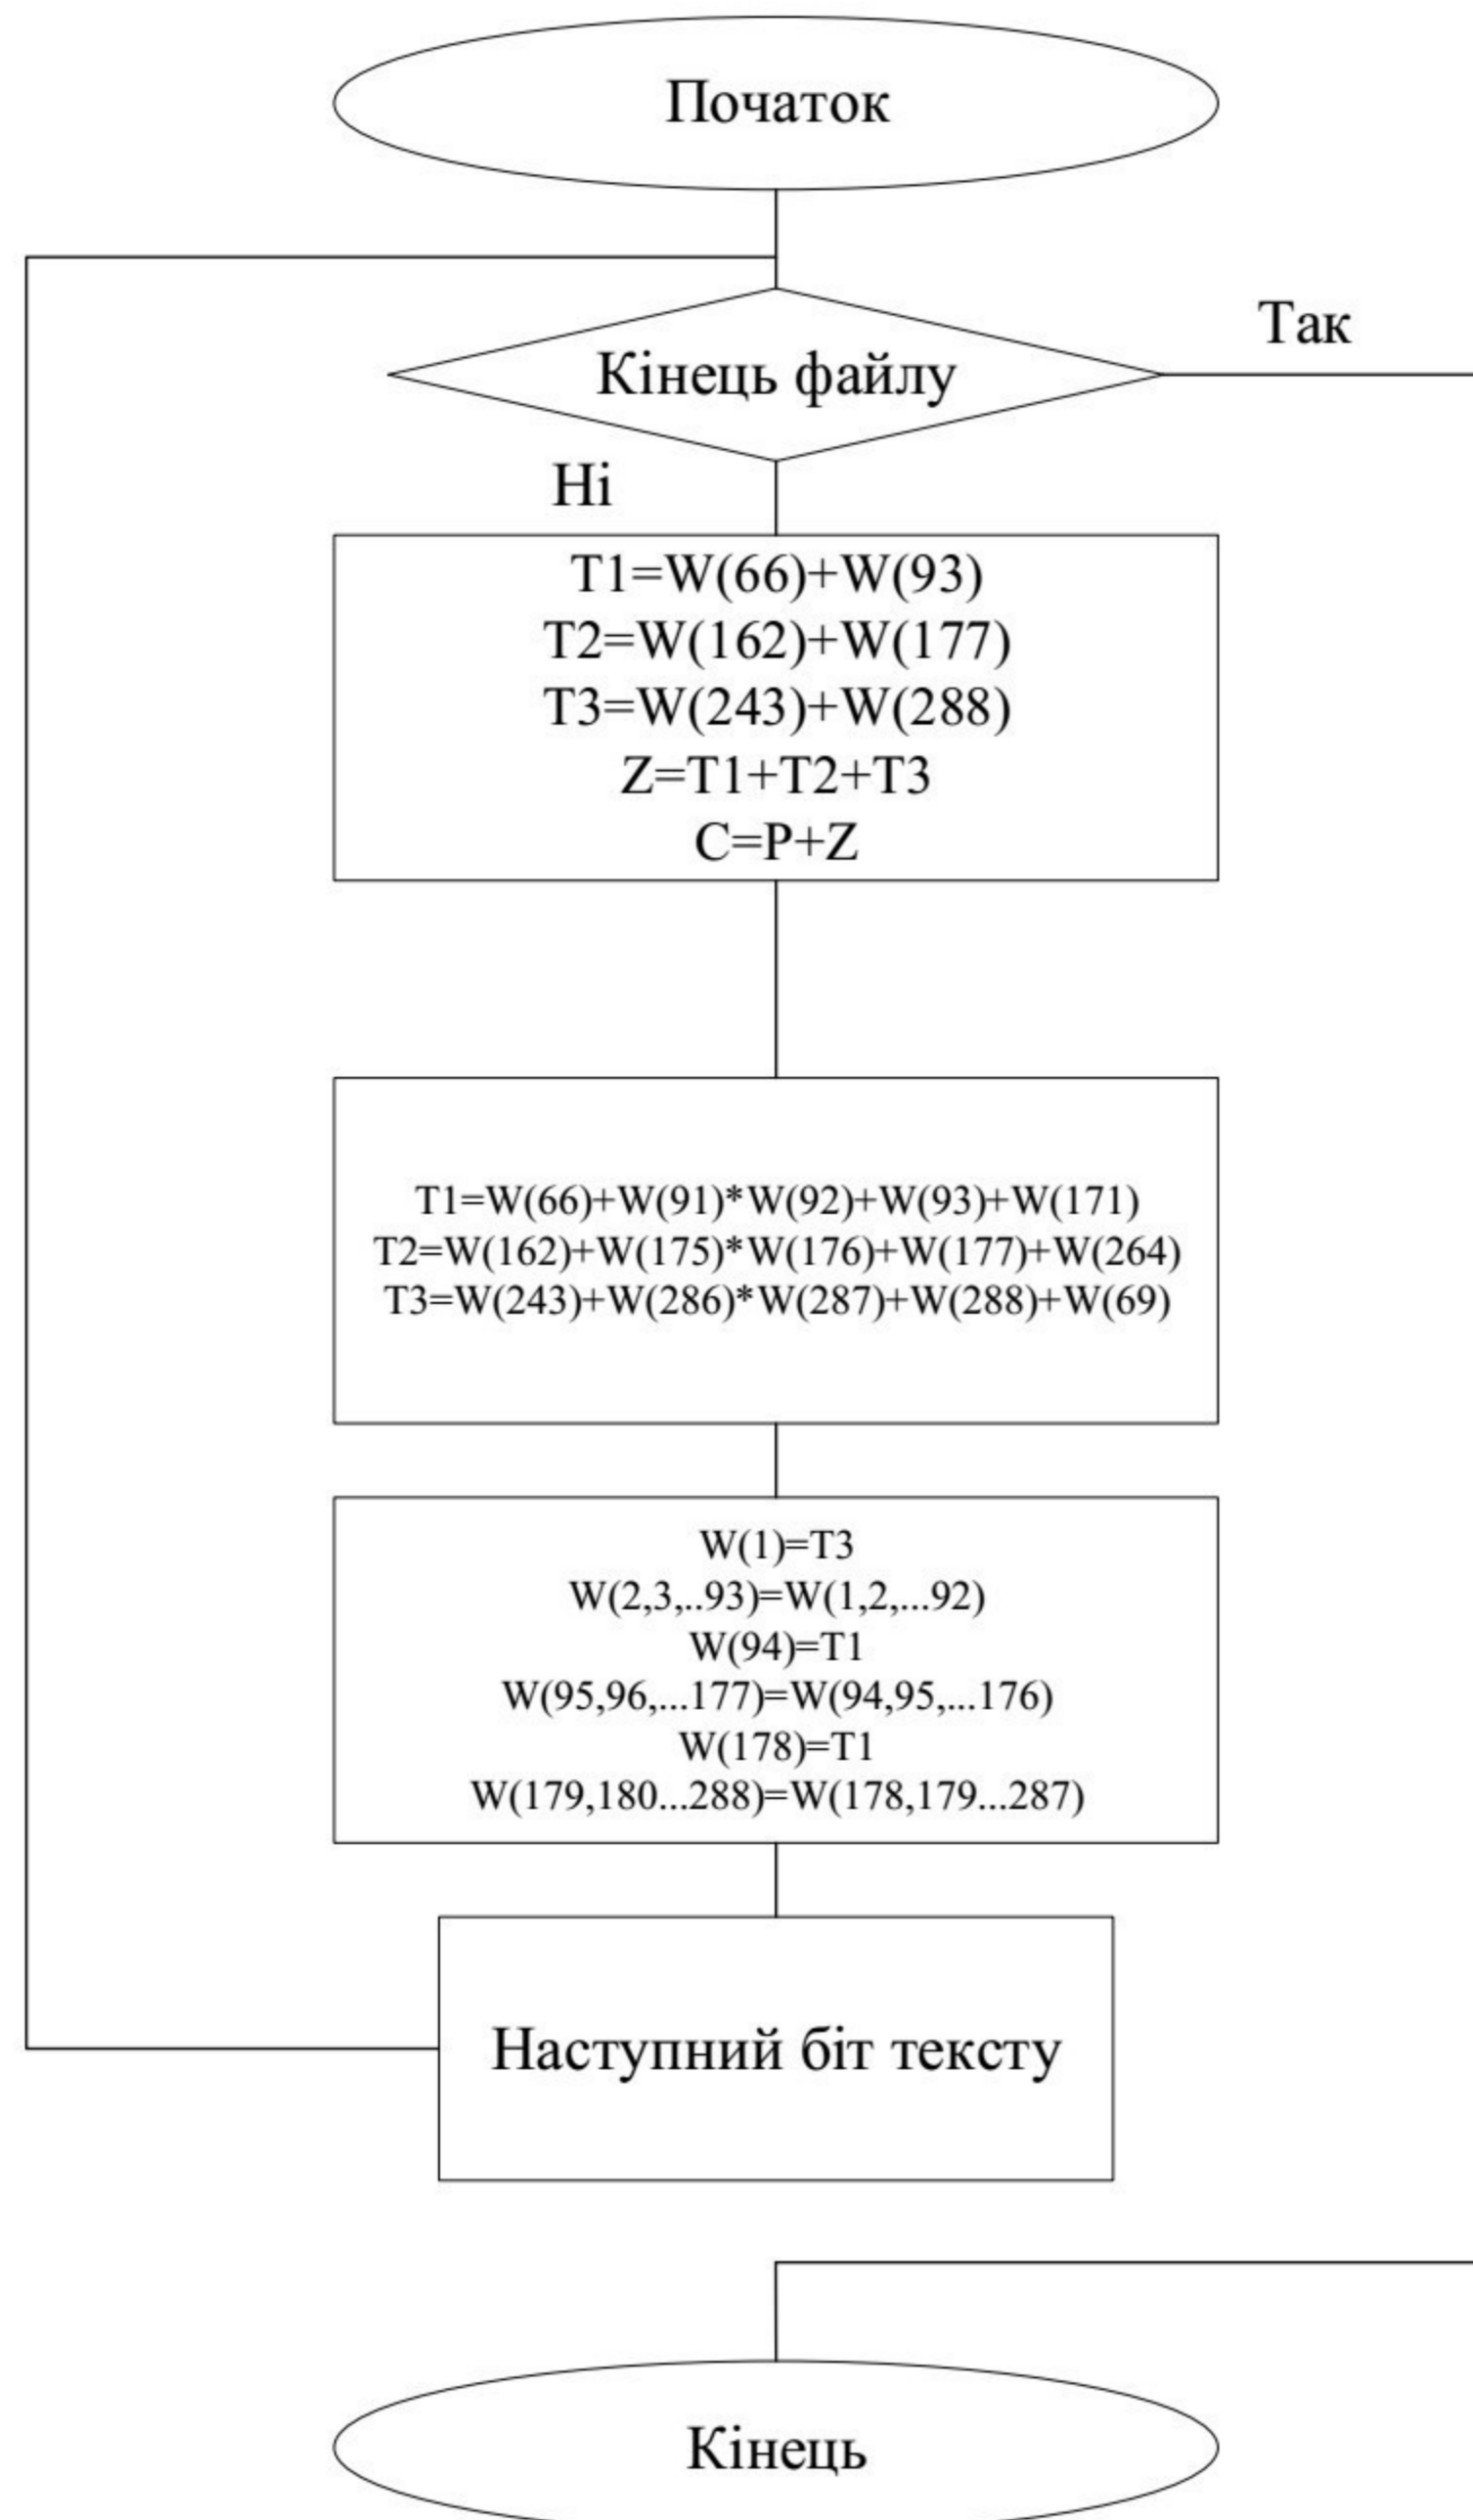 Початок
Так
Кінець файлу
Ні
T1=W(66)+W(93)
T2=W(162)+W(177)
T3=W(243)+W(288)
Z=T1+T2+T3
C=P+Z
T1=W(66)+W(91)*W(92)+W(93)+W(171)
T2=W(162)+W(175)*W(176)+W(177)+W(264)
T3=W(243)+W(286)*W(287)+W(288)+W(69)
W(1)=T3
W(2,3,..93)=W(1,2,...92)
W(94)=T1
W(95,96,...177)=W(94,95,...176)
W(178)=T1
W(179,180...288)=W(178,179...287)
Наступний біт тексту
Кінець